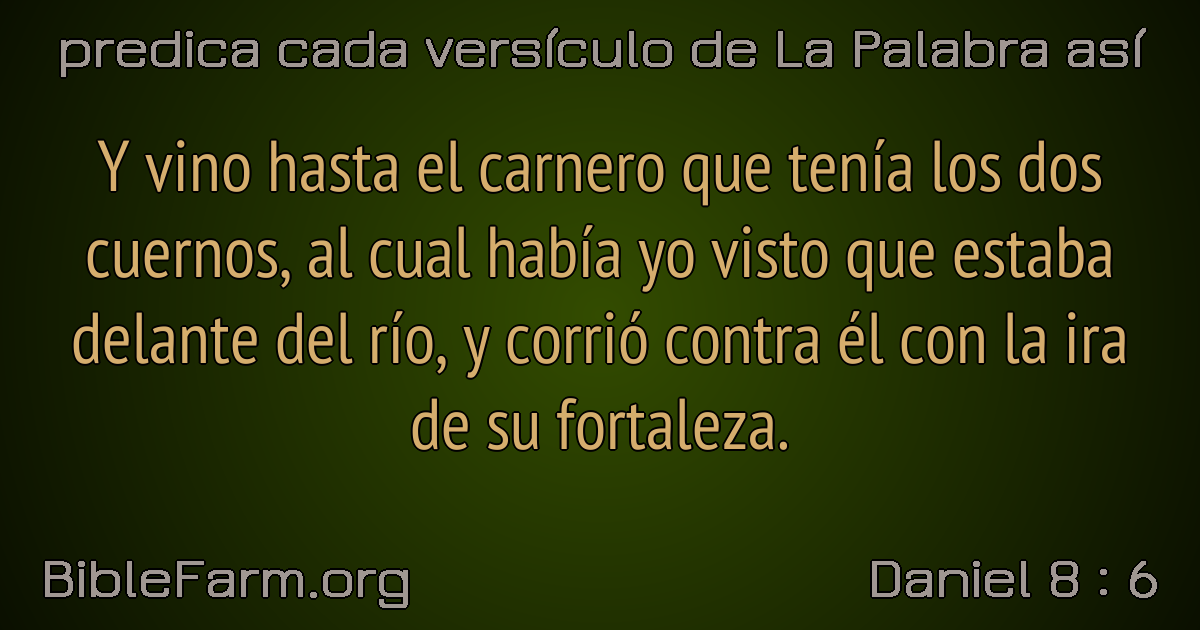 predica cada versículo de La Palabra así
Y vino hasta el carnero que tenía los dos
cuernos, al cual había yo visto que estaba
delante del río, y corrió contra él con la ira
de su fortaleza.
BibleFarm.org
Daniel 8 : 6